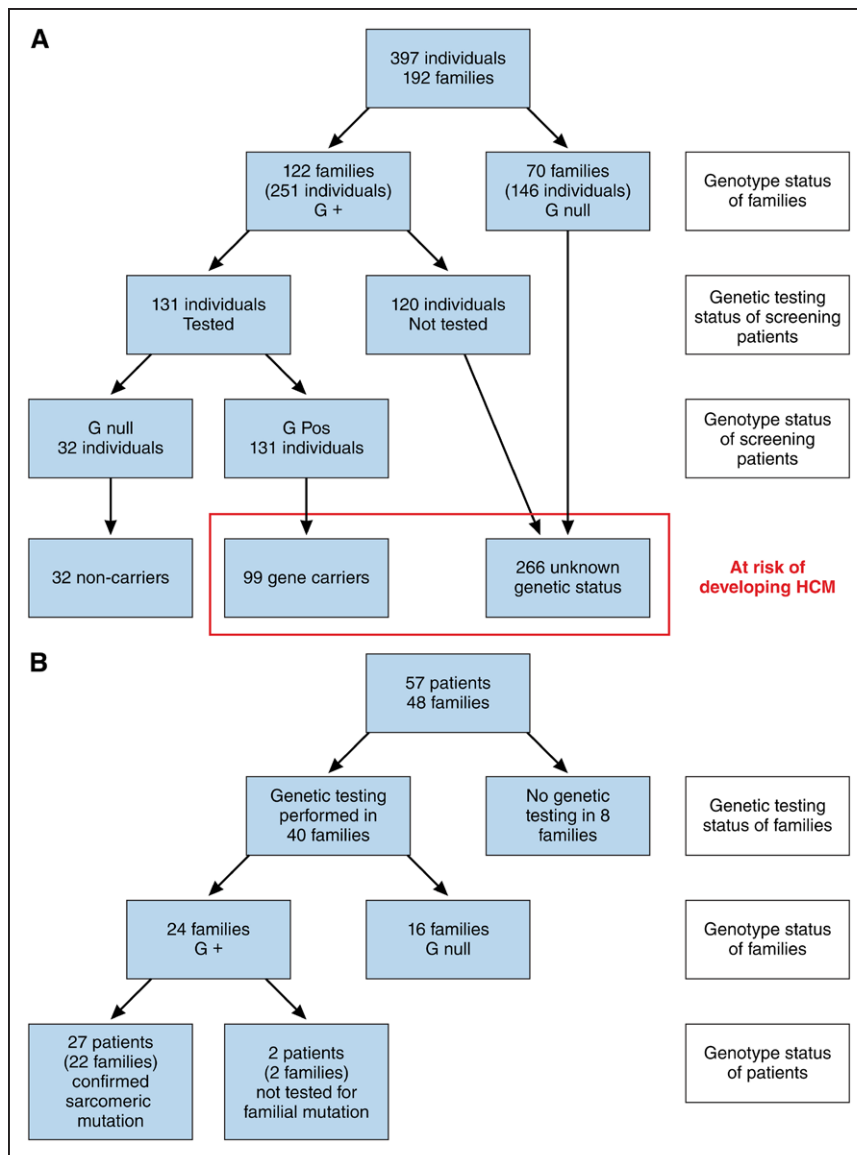 A
397 individuals
192 families
122 families
(251 individuals)
G +
70 families
(146 individuals)
G null
Genotype status
of families
131 individuals
Tested
120 individuals
Not tested
Genetic testing
status of screening
patients
G null
32 individuals
G Pos
131 individuals
Genotype status
of screening
patients
32 non-carriers
99 gene carriers
266 unknown
genetic status
At risk of
developing HCM
B
57 patients
48 families
Genetic testing
performed in
40 families
No genetic
testing in 8
families
Genetic testing
status of families
24 families
G +
16 families
G null
Genotype status
of families
27 patients
(22 families)
confirmed
sarcomeric
mutation
2 patients
(2 families)
not tested for
familial mutation
Genotype status
of patients